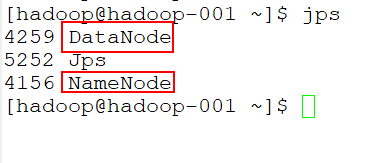 [hadoop@hadoop-001 ~]$ jps
4259 DataNode
5252 Jps
4156 NameNode
[hadoop@hadoop-001 ~]$